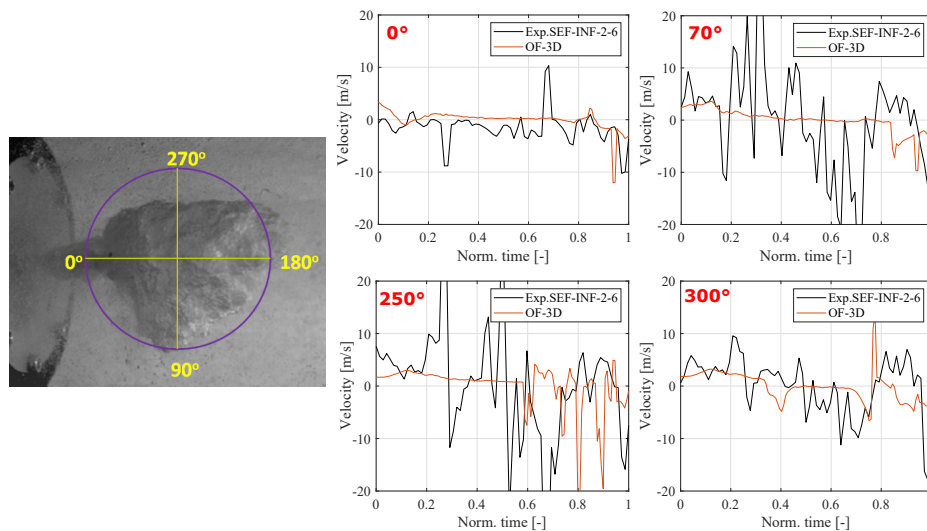 270°
0°
180°
90°
0°
Exp.SEF-INF-2-6
OF-3D
Velocity [m/s]
20
10
0
-10
-20
0 0.2 0.4 0.6 0.8 1
Norm. time [-]
70°
Exp.SEF-INF-2-6
OF-3D
Velocity [m/s]
20
10
0
-10
-20
0 0.2 0.4 0.6 0.8
Norm. time [-]
250°
Exp.SEF-INF-2-6
OF-3D
Velocity [m/s]
20
10
0
-10
-20
0 0.2 0.4 0.6 0.8 1
Norm. time [-]
300°
Exp.SEF-INF-2-6
OF-3D
Velocity [m/s]
20
10
0
-10
-20
0 0.2 0.4 0.6 0.8
Norm. time [-]